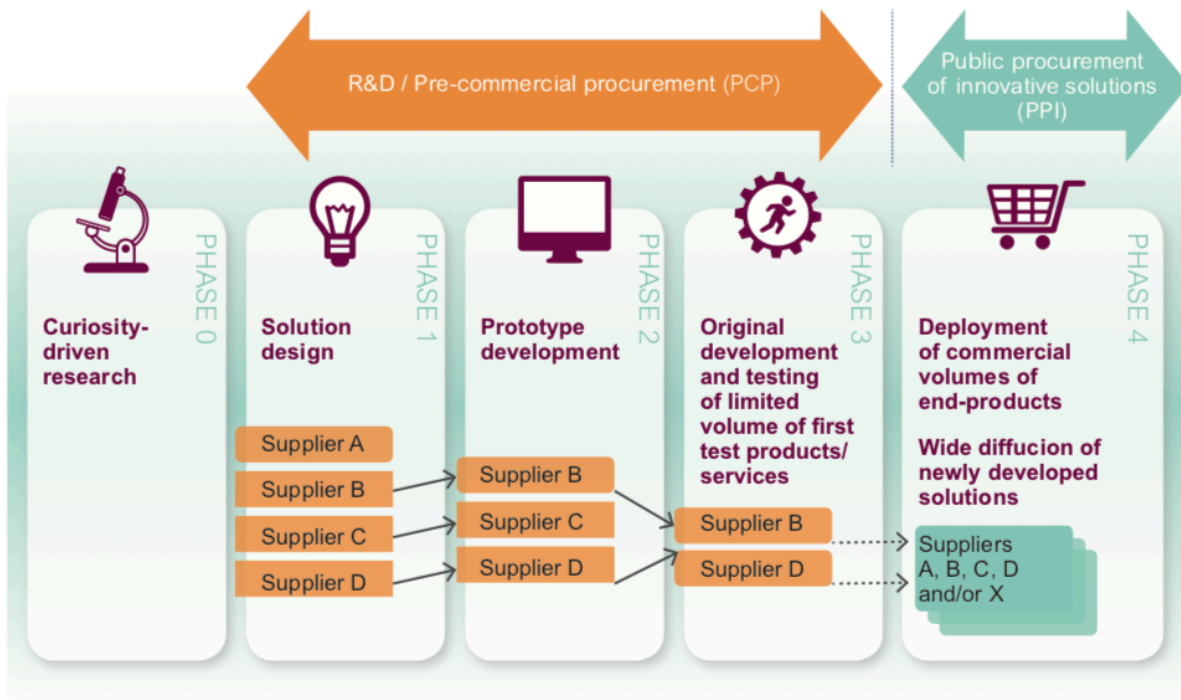 R&D / Pre-commercial procurement (PCP)
Public procurement
of innovative solutions
(PPI)
PHASE 0
Curiosity-
driven
research
PHASE 1
Solution
design
Supplier A
Supplier B
Supplier C
Supplier D
PHASE 2
Prototype
development
Supplier B
Supplier C
Supplier D
PHASE 3
Original
development
and testing
of limited
volume of first
test products/
services
Supplier B
Supplier D
PHASE 4
Deployment
of commercial
volumes of
end-products
Wide diffucion of
newly developed
solutions
Suppliers
A, B, C, D
and/or X